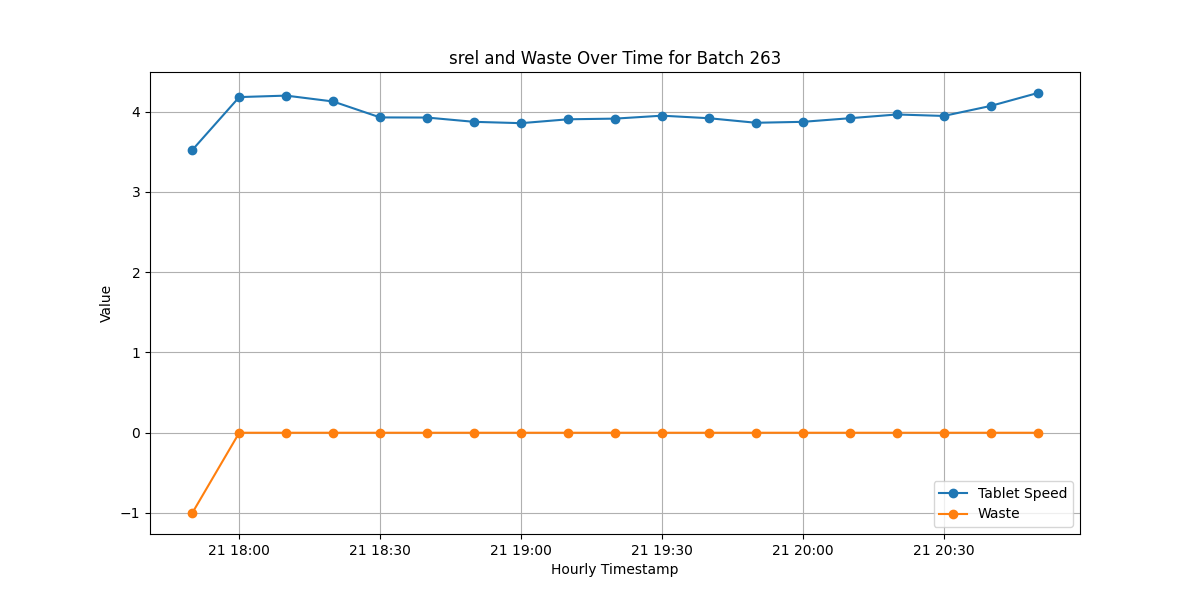 srel and Waste Over Time for Batch 263
Value
4
3
2
1
0
−1
21 18:00 21 18:30 21 19:00 21 19:30 21 20:00 21 20:30
Hourly Timestamp
Tablet Speed
Waste